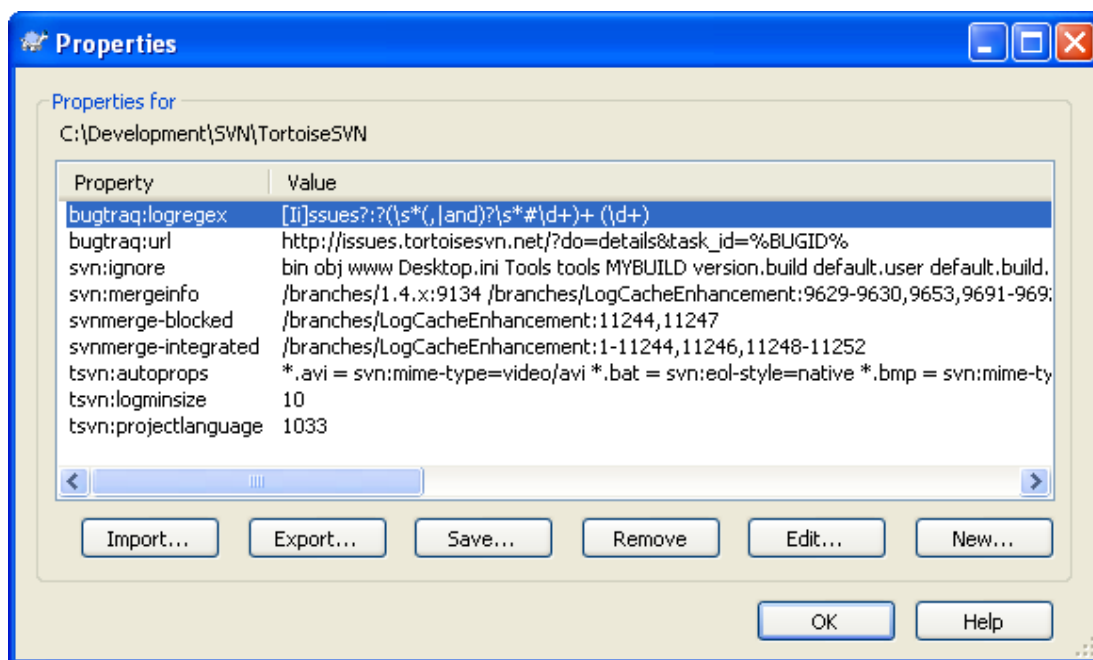 Properties
Properties for
C:\Development\SVN\TortoiseSVN
Property Value
bugtraq:logregex [Ii]ssues?:?(\s*(,|and)?\s*#\d+)+ (\d+)
bugtraq:url http://issues.tortoisesvn.net/?do=details&task_id=%BUGID%
svn:ignore bin obj www Desktop.ini Tools tools MYBUILD version.build default.user default.build.
svn:mergeinfo /branches/1.4.x:9134 /branches/LogCacheEnhancement:9629-9630,9653,9691-969
svnmerge-blocked /branches/LogCacheEnhancement:11244,11247
svnmerge-integrated /branches/LogCacheEnhancement:1-11244,11246,11248-11252
tsvn:autoprops *.avi = svn:mime-type=video/avi *.bat = svn:eol-style=native *.bmp = svn:mime-ty
tsvn:logminsize 10
tsvn:projectlanguage 1033
Import... Export... Save... Remove Edit... New...
OK Help